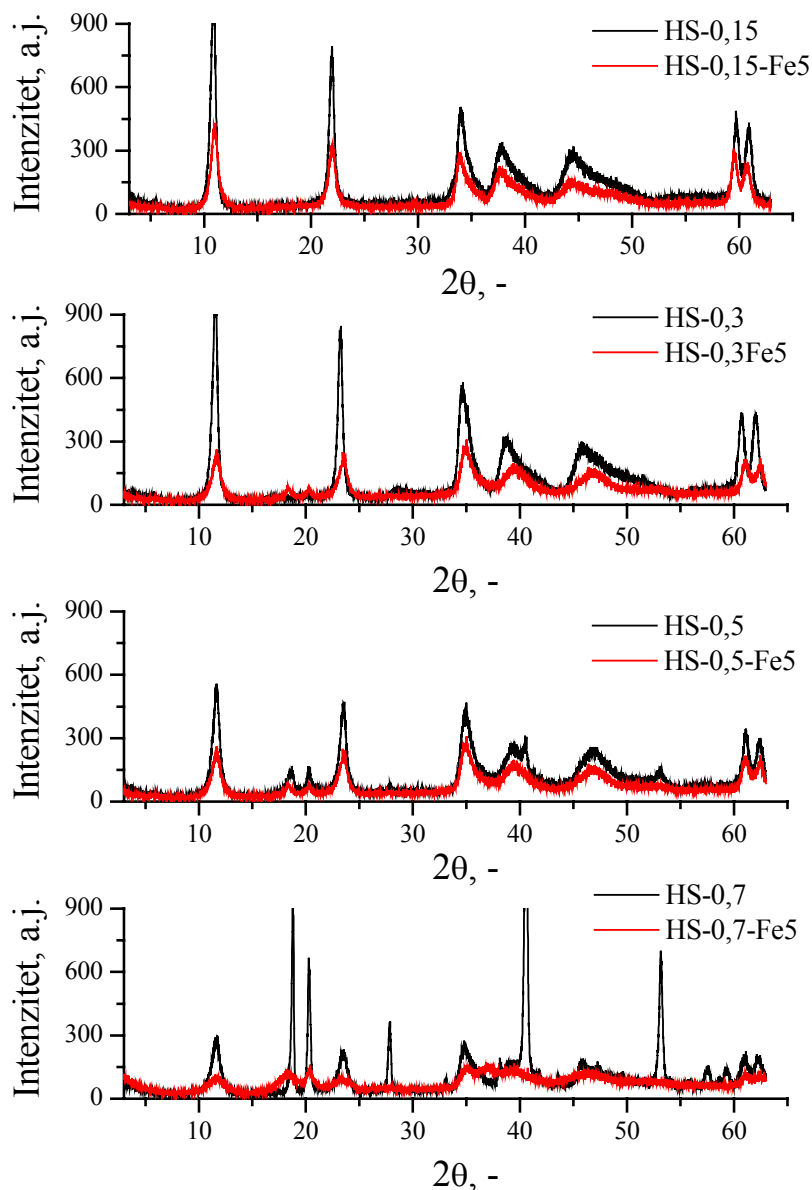 900
600
300
0
Intenzitet, a.j.
HS-0,15
HS-0,15-Fe5
10 20 30 40 50 60
2θ, -
900
600
300
0
Intenzitet, a.j.
HS-0,3
HS-0,3Fe5
10 20 30 40 50 60
2θ, -
900
600
300
0
Intenzitet, a.j.
HS-0,5
HS-0,5-Fe5
10 20 30 40 50 60
2θ, -
900
600
300
0
Intenzitet, a.j.
HS-0,7
HS-0,7-Fe5
10 20 30 40 50 60
2θ, -